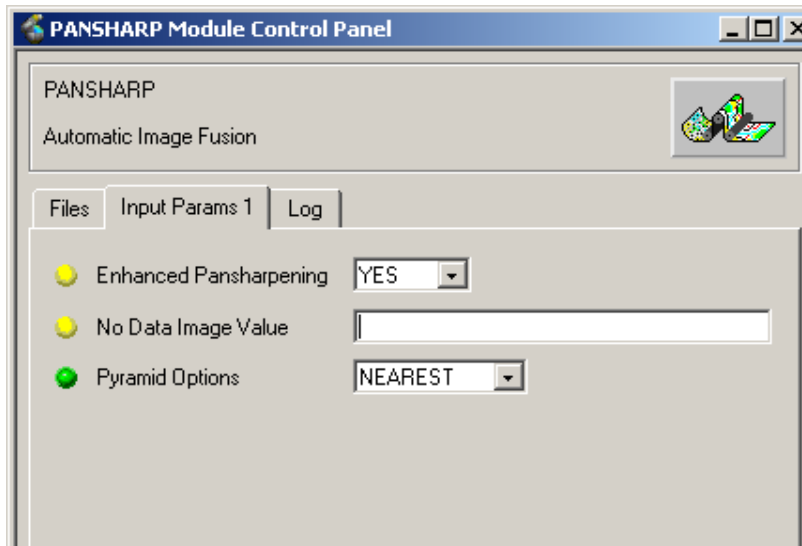 PANSHARP Module Control Panel
PANSHARP
Automatic Image Fusion
Files Input Params 1 Log
Enhanced Pansharpening YES
No Data Image Value
Pyramid Options NEAREST